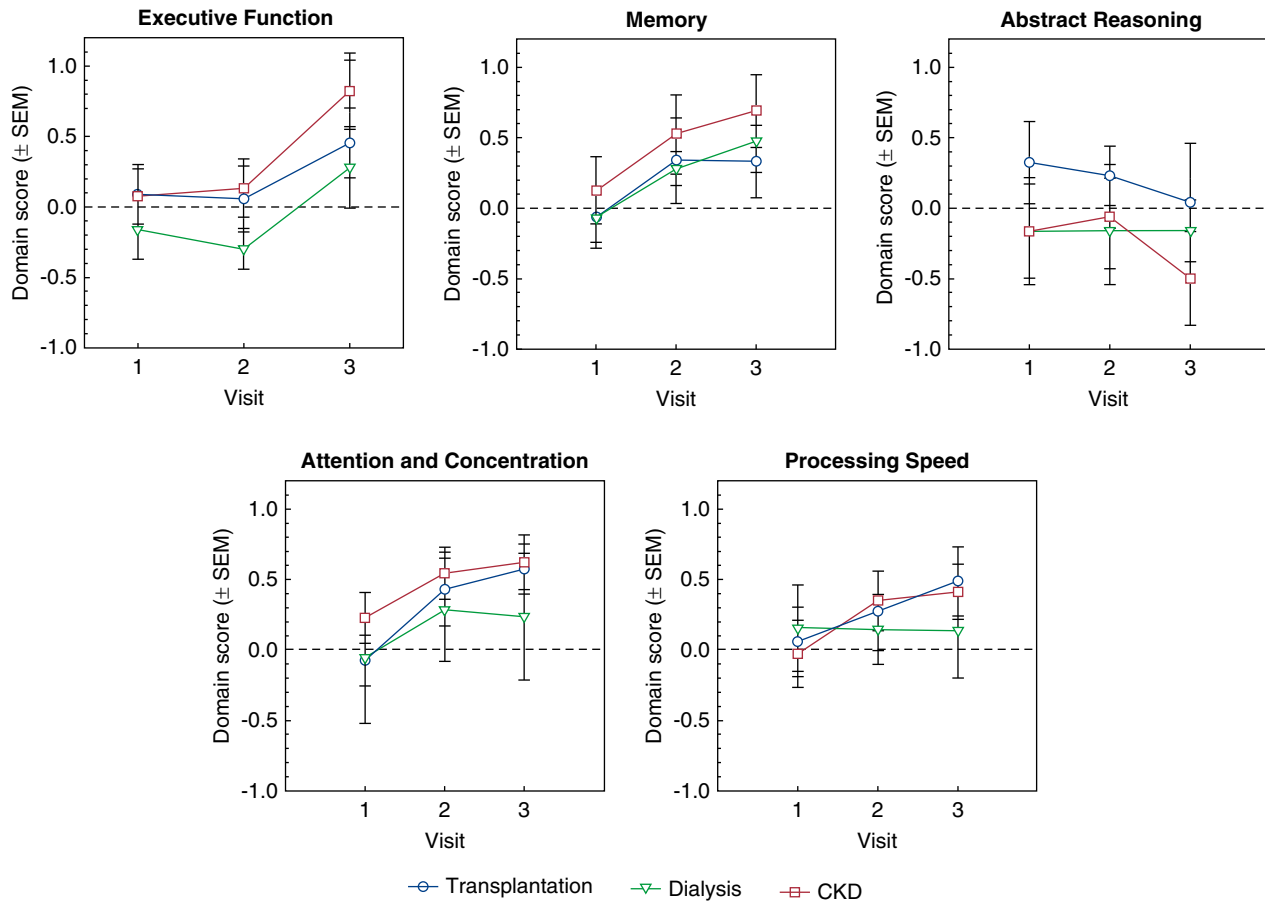 Executive Function
Domain score (± SEM)
1.0
0.5
0.0
-0.5
-1.0
1 2 3
Visit
Memory
Domain score (± SEM)
1.0
0.5
0.0
-0.5
-1.0
1 2 3
Visit
Abstract Reasoning
Domain score (± SEM)
1.0
0.5
0.0
-0.5
-1.0
1 2 3
Visit
Attention and Concentration
Domain score (± SEM)
1.0
0.5
0.0
-0.5
-1.0
1 2 3
Visit
Processing Speed
Domain score (± SEM)
1.0
0.5
0.0
-0.5
-1.0
1 2 3
Visit
Transplantation Dialysis CKD